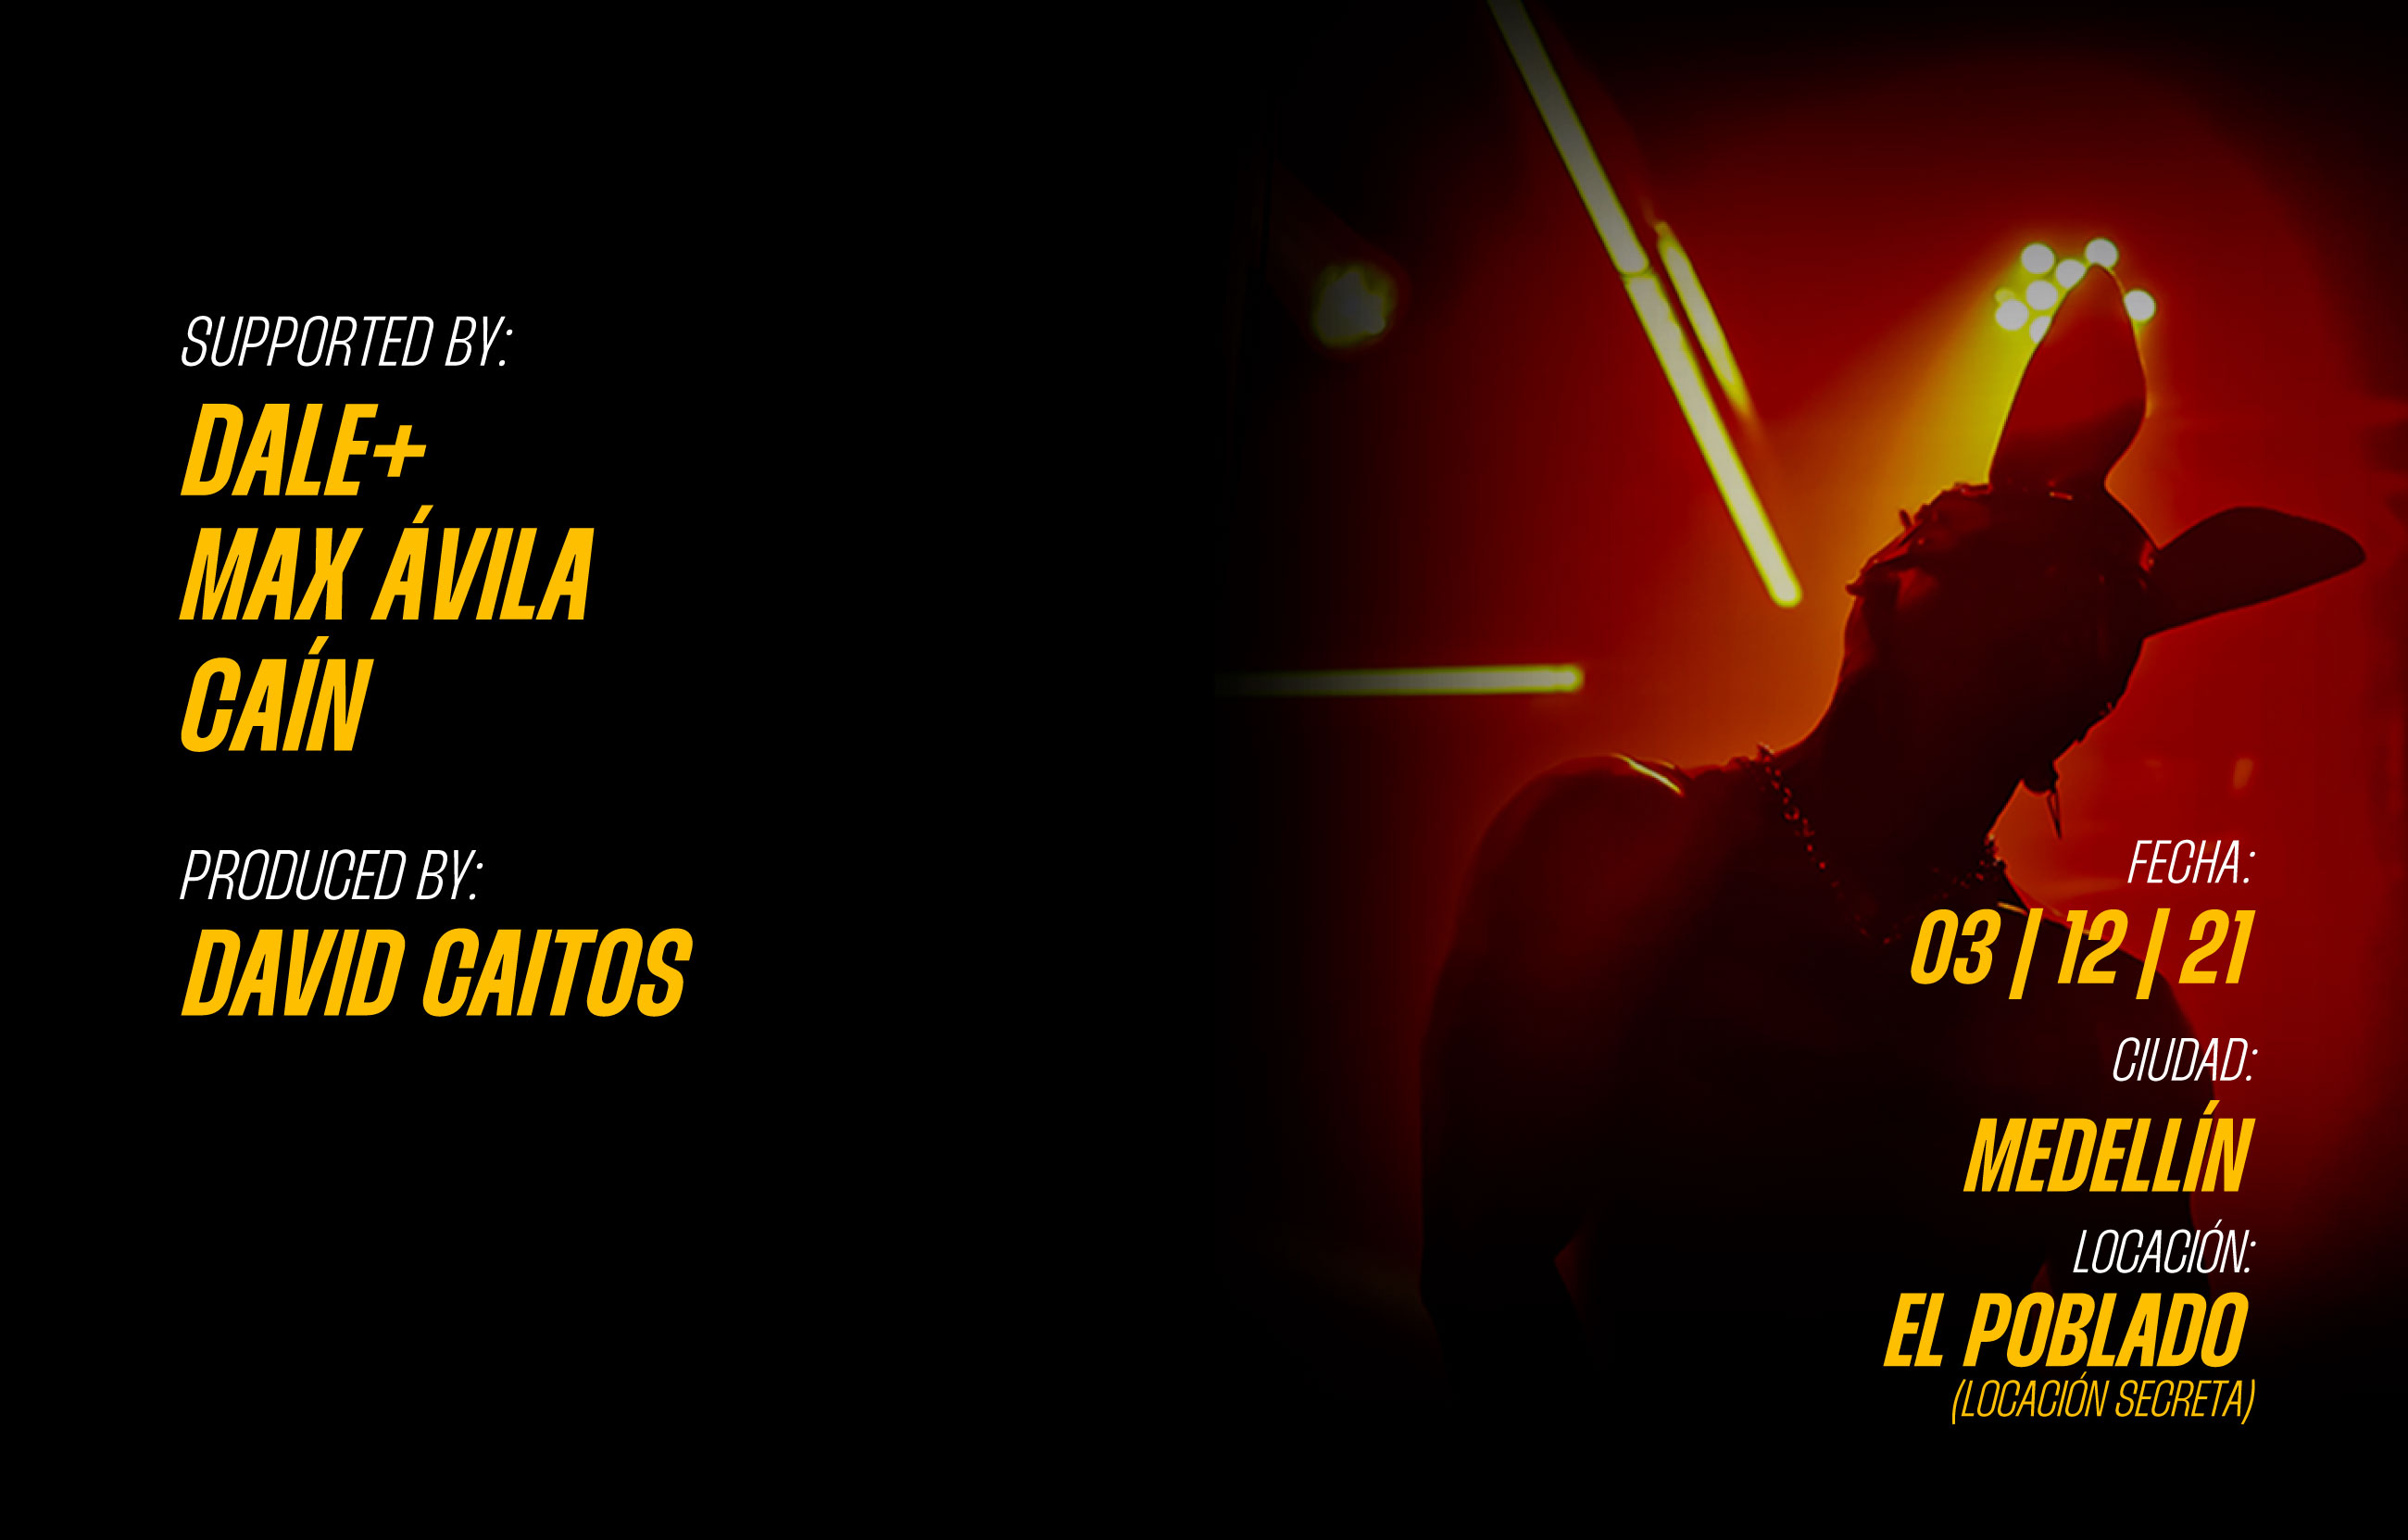 SUPPORTED BY:
DALE+
MAX ÁVILA
CAÍN
PRODUCED BY:
DAVID CAITOS
FECHA:
03 | 12 | 21
CIUDAD:
MEDELLÍN
LOCACIÓN:
EL POBLADO
(LOCACIÓN SECRETA)